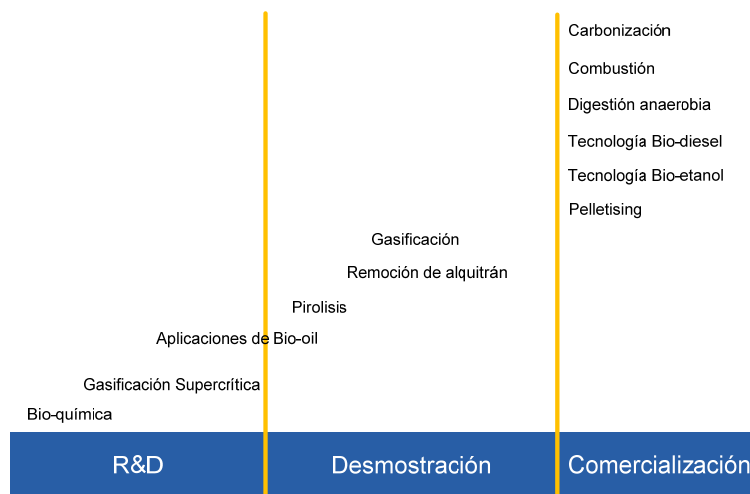 Carbonización
Combustión
Digestión anaerobia
Tecnología Bio-diesel
Tecnología Bio-etanol
Pelletising
Gasificación
Remoción de alquitrán
Pirolisis
Aplicaciones de Bio-oil
Gasificación Supercrítica
Bio-química
R&D
Desmostración
Comercialización